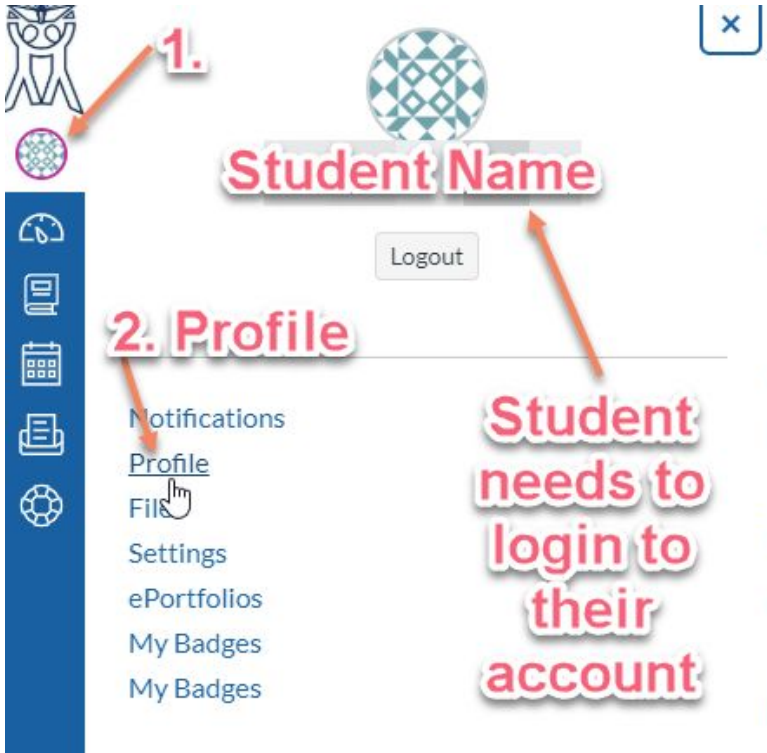 1.
×
Student Name
Logout
2. Profile
Notifications
Profile
File
Settings
ePortfolios
My Badges
My Badges
Student
needs to
login to
their
account